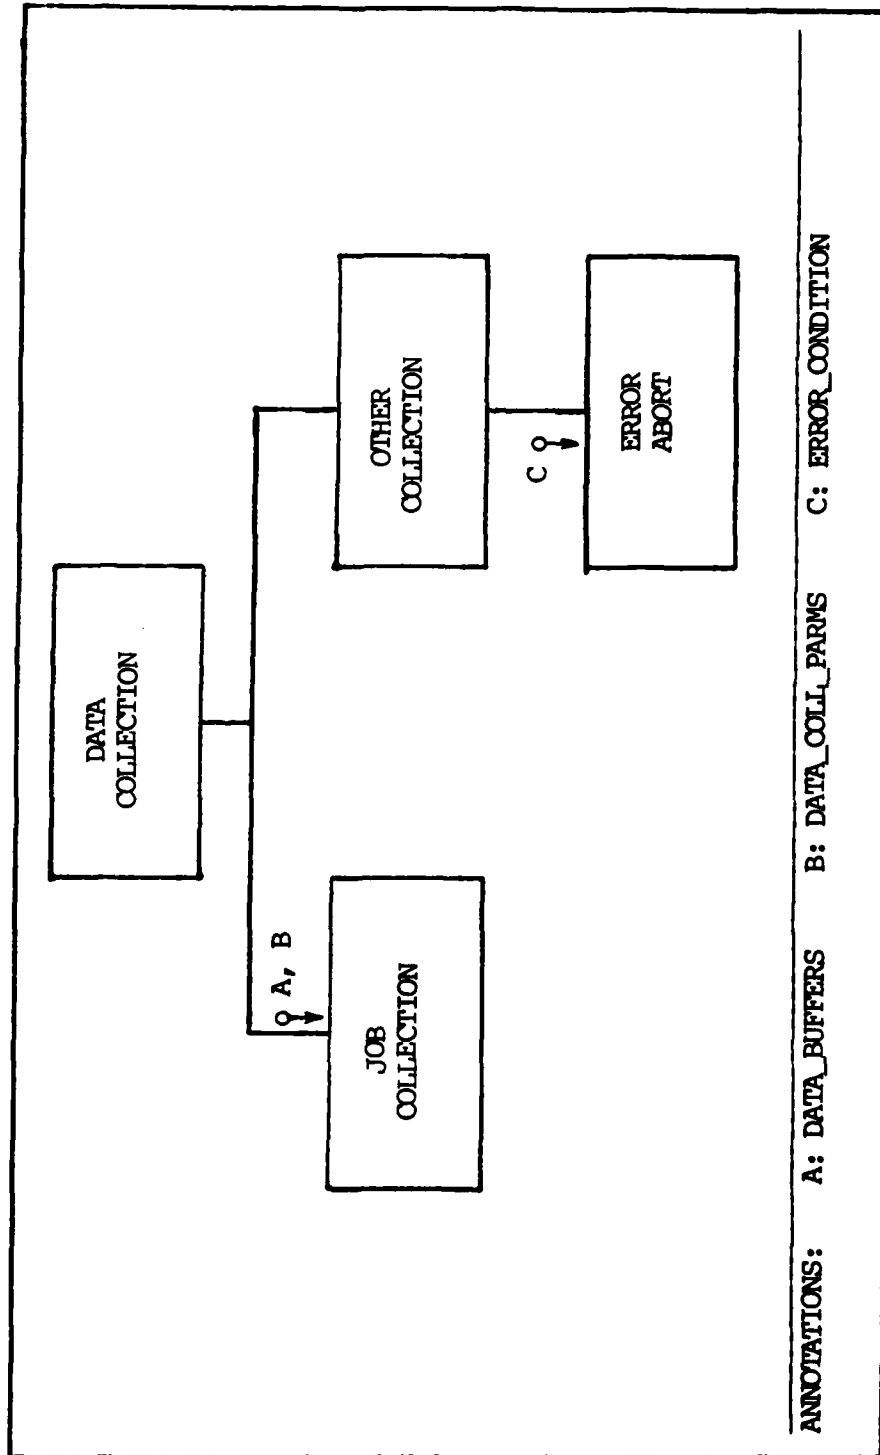 DATA
COLLECTION
A, B
JOB
COLLECTION
OTHER
COLLECTION
C
ERROR
ABORT
ANNOTATIONS: A: DATA_BUFFERS B: DATA_COLL_PARMS C: ERROR_CONDITION